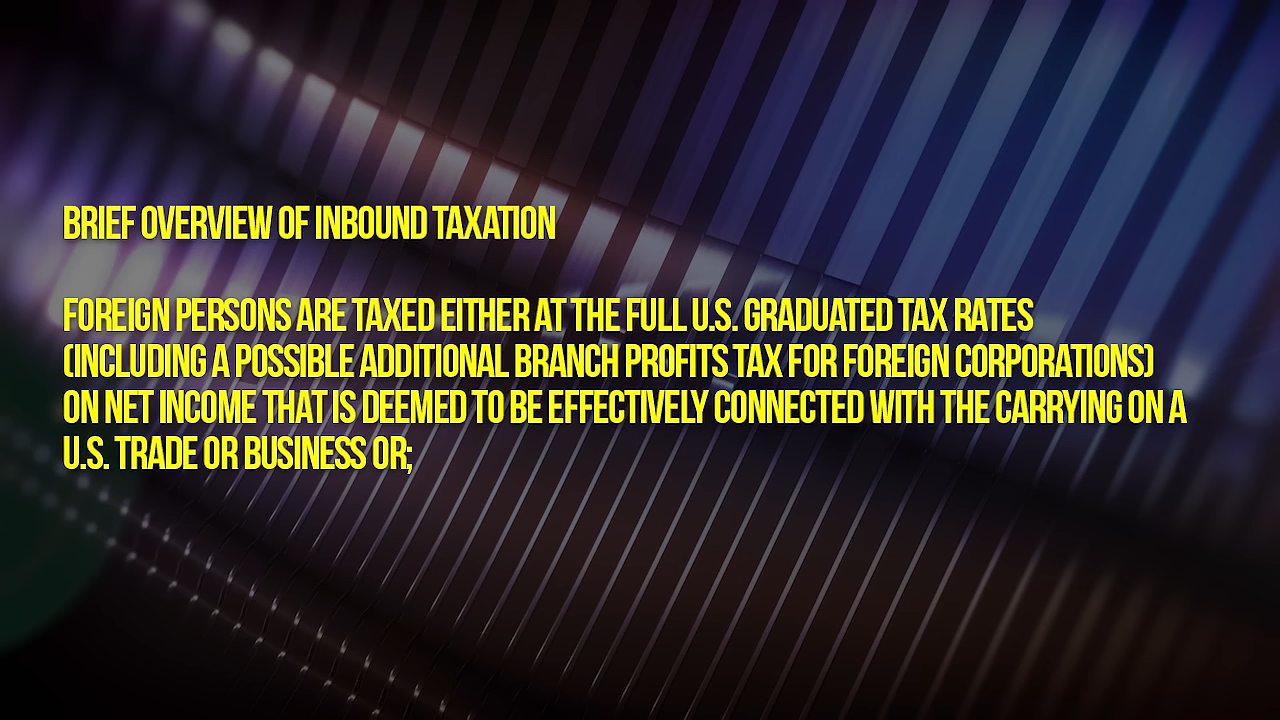 BRIEF OVERVIEW OF INBOUND TAXATION
FOREIGN PERSONS ARE TAXED EITHER AT THE FULL U.S. GRADUATED TAX RATES
(INCLUDING A POSSIBLE ADDITIONAL BRANCH PROFITS TAX FOR FOREIGN CORPORATIONS)
ON NET INCOME THAT IS DEEMED TO BE EFFECTIVELY CONNECTED WITH THE CARRYING ON A
U.S. TRADE OR BUSINESS OR;